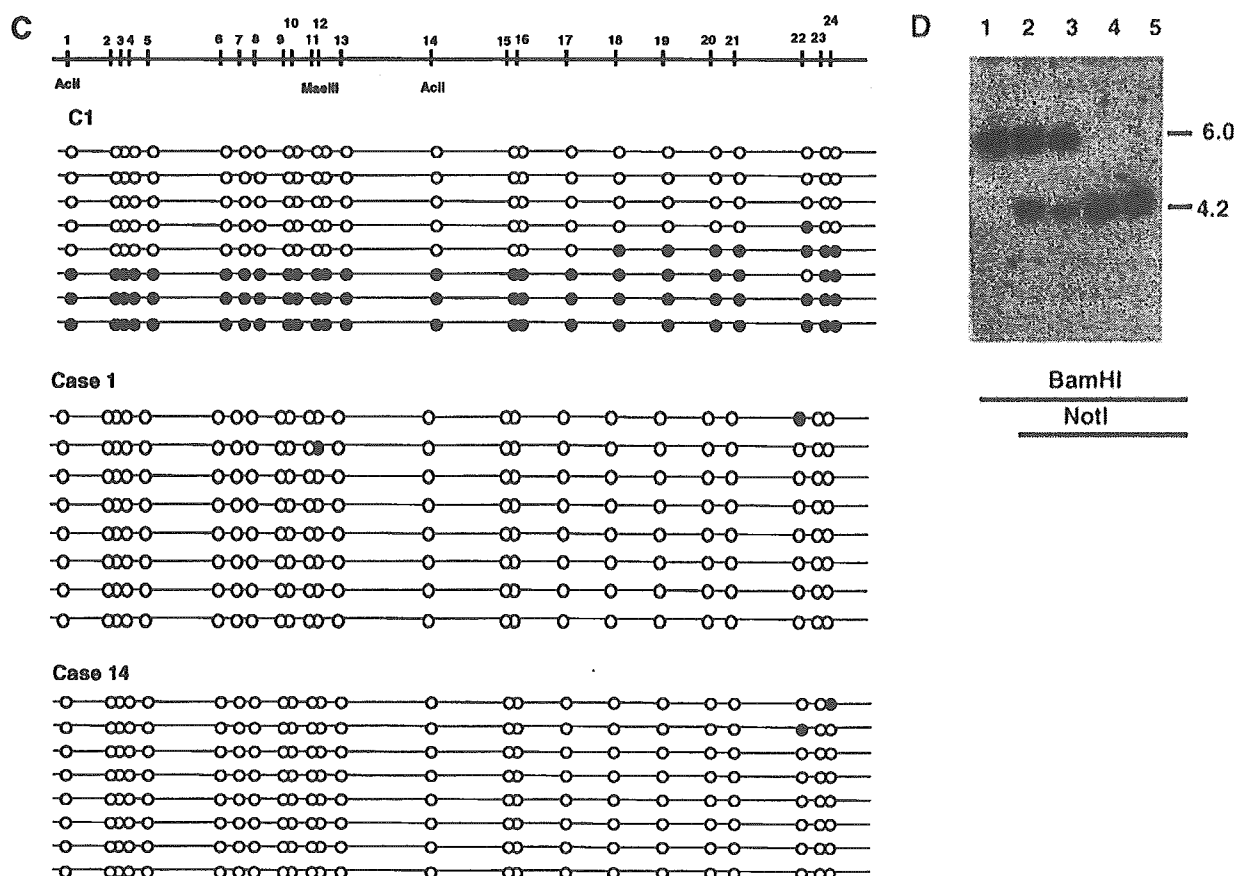 C
10 12 24
1 2 3 4 5 6 7 8 9 11 13 14 15 16 17 18 19 20 21 22 23
AciI MaeIII AciI
C1
Case 1
Case 14
D
1 2 3 4 5
6.0
4.2
BamHI
NotI